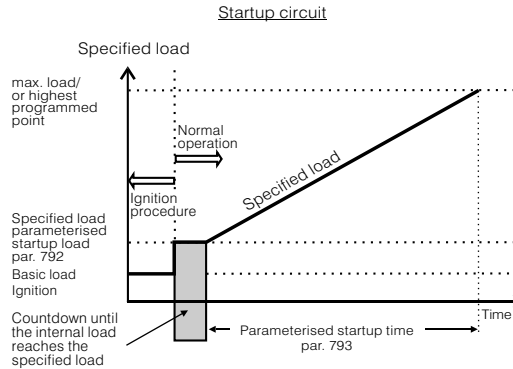 Startup circuit
Specified load
max. load/
or highest
programmed
point
Normal
operation
Ignition
procedure
Specified load
Specified load
parameterised
startup load
par. 792
Basic load
Ignition
Time
Countdown until
the internal load
reaches the
specified load
Parameterised startup time
par. 793